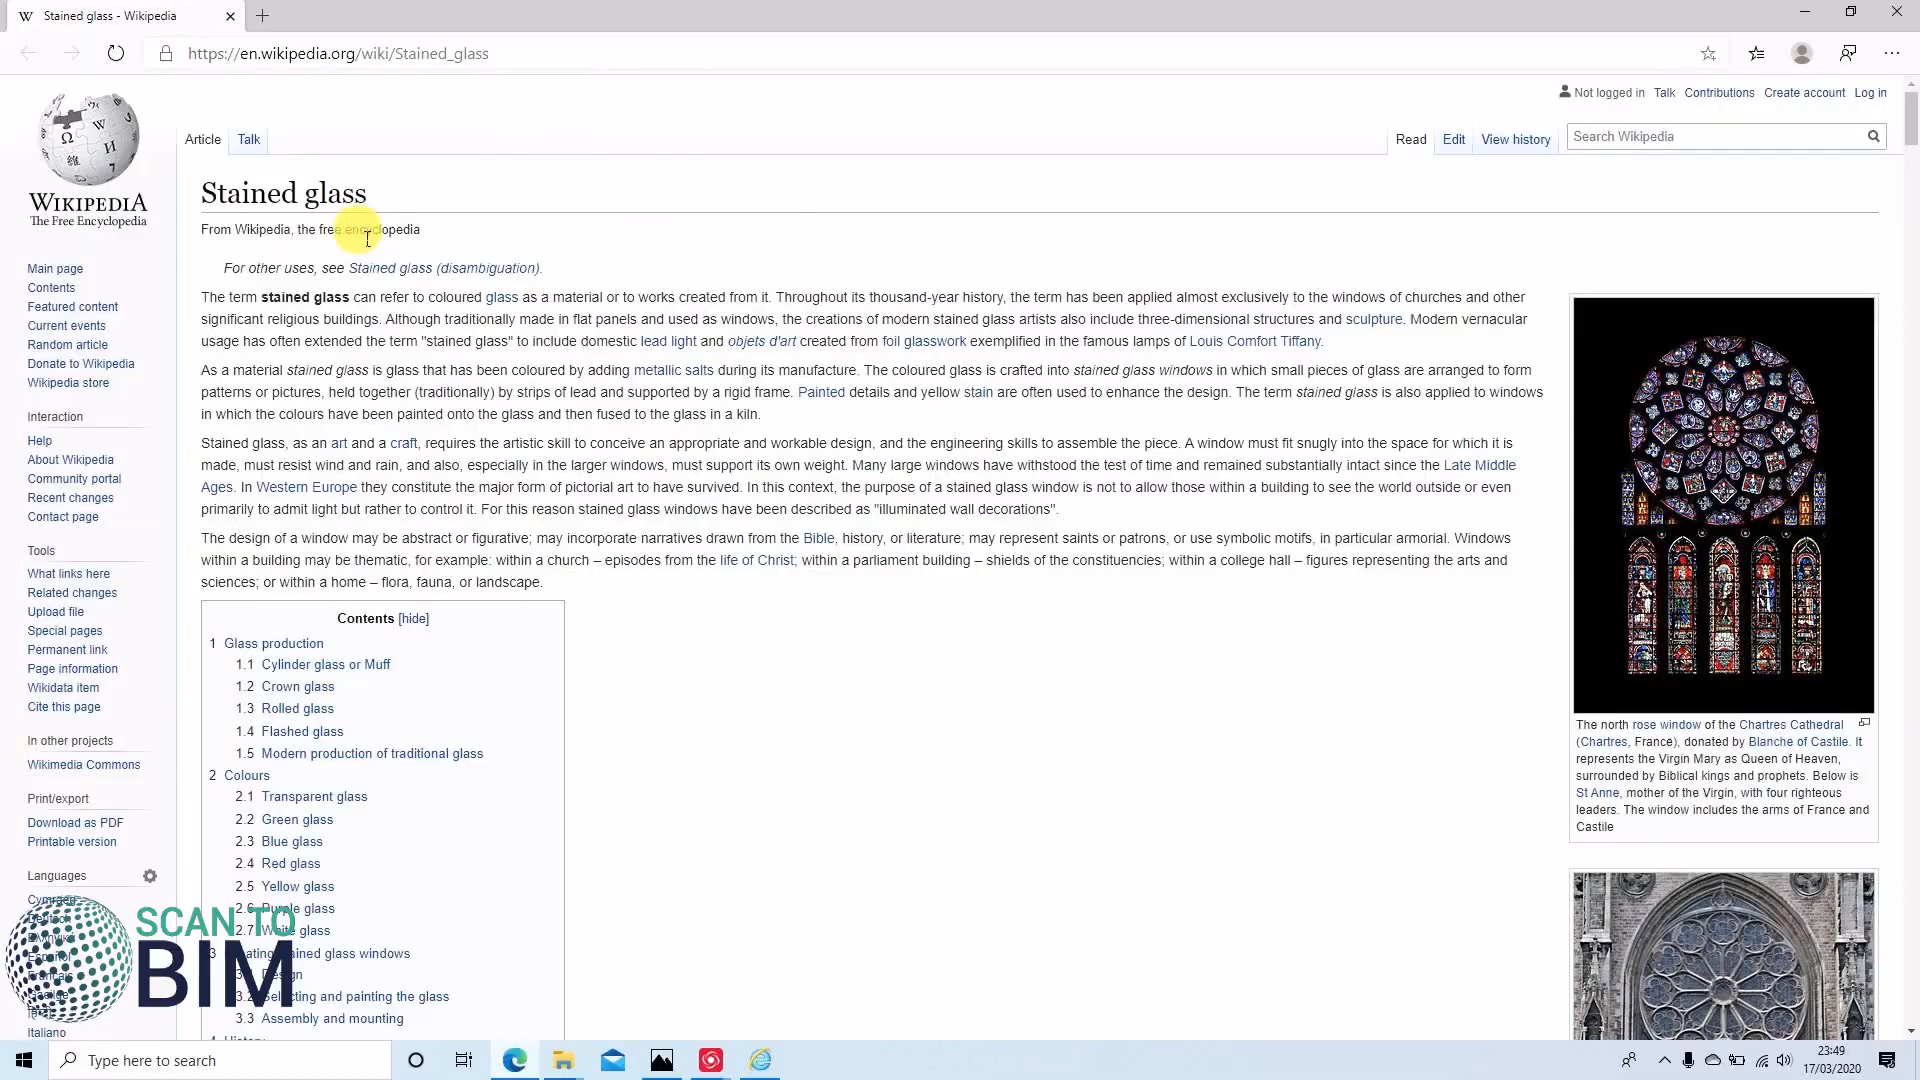 Stained glass - Wikipedia
https://en.wikipedia.org/wiki/Stained_glass
Not logged in Talk Contributions Create account Log in
Article Talk Read Edit View history Search Wikipedia
WIKIPEDIA
The Free Encyclopedia
Main page
Contents
Featured content
Current events
Random article
Donate to Wikipedia
Wikipedia store
Interaction
Help
About Wikipedia
Community portal
Recent changes
Contact page
Tools
What links here
Related changes
Upload file
Special pages
Permanent link
Page information
Wikidata item
Cite this page
In other projects
Wikimedia Commons
Print/export
Download as PDF
Printable version
Languages
Italiano
Stained glass
From Wikipedia, the free encyclopedia
For other uses, see Stained glass (disambiguation).
The term stained glass can refer to coloured glass as a material or to works created from it. Throughout its thousand-year history, the term has been applied almost exclusively to the windows of churches and other
significant religious buildings. Although traditionally made in flat panels and used as windows, the creations of modern stained glass artists also include three-dimensional structures and sculpture. Modern vernacular
usage has often extended the term "stained glass" to include domestic lead light and objets d'art created from foil glasswork exemplified in the famous lamps of Louis Comfort Tiffany.
As a material stained glass is glass that has been coloured by adding metallic salts during its manufacture. The coloured glass is crafted into stained glass windows in which small pieces of glass are arranged to form
patterns or pictures, held together (traditionally) by strips of lead and supported by a rigid frame. Painted details and yellow stain are often used to enhance the design. The term stained glass is also applied to windows
in which the colours have been painted onto the glass and then fused to the glass in a kiln.
Stained glass, as an art and a craft, requires the artistic skill to conceive an appropriate and workable design, and the engineering skills to assemble the piece. A window must fit snugly into the space for which it is
made, must resist wind and rain, and also, especially in the larger windows, must support its own weight. Many large windows have withstood the test of time and remained substantially intact since the Late Middle
Ages. In Western Europe they constitute the major form of pictorial art to have survived. In this context, the purpose of a stained glass window is not to allow those within a building to see the world outside or even
primarily to admit light but rather to control it. For this reason stained glass windows have been described as "illuminated wall decorations".
The design of a window may be abstract or figurative; may incorporate narratives drawn from the Bible, history, or literature; may represent saints or patrons, or use symbolic motifs, in particular armorial. Windows
within a building may be thematic, for example: within a church – episodes from the life of Christ; within a parliament building – shields of the constituencies; within a college hall – figures representing the arts and
sciences; or within a home – flora, fauna, or landscape.
Contents [hide]
1 Glass production
1.1 Cylinder glass or Muff
1.2 Crown glass
1.3 Rolled glass
1.4 Flashed glass
1.5 Modern production of traditional glass
2 Colours
2.1 Transparent glass
2.2 Green glass
2.3 Blue glass
2.4 Red glass
2.5 Yellow glass
2.6 Purple glass
2.7 White glass
3 stained glass windows
Design
3.2 Selecting and painting the glass
3.3 Assembly and mounting
The north rose window of the Chartres Cathedral
(Chartres, France), donated by Blanche of Castile. It
represents the Virgin Mary as Queen of Heaven,
surrounded by Biblical kings and prophets. Below is
St Anne, mother of the Virgin, with four righteous
leaders. The window includes the arms of France and
Castile
SCAN TO
BIM
Type here to search
23:49
17/03/2020